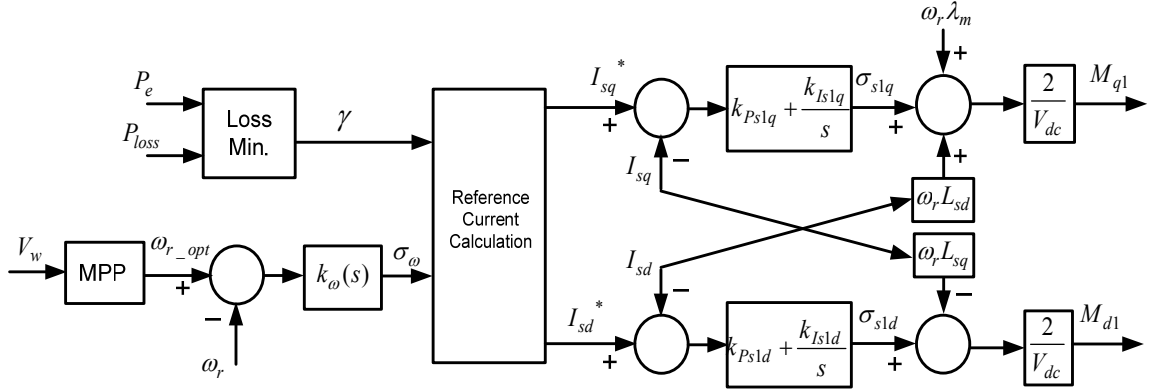 ω_r λ_m
P_e
P_loss
Loss
Min.
γ
I_sq*
+
−
k_Ps1q + k_Is1q / s
σ_s1q
+
+
+
2 / V_dc
M_q1
I_sq
ω_r L_sd
Reference
Current
Calculation
V_w
MPP
ω_r_opt
+
−
ω_r
k_ω(s)
σ_ω
I_sd
ω_r L_sq
I_sd*
+
−
k_Ps1d + k_Is1d / s
σ_s1d
+
−
2 / V_dc
M_d1